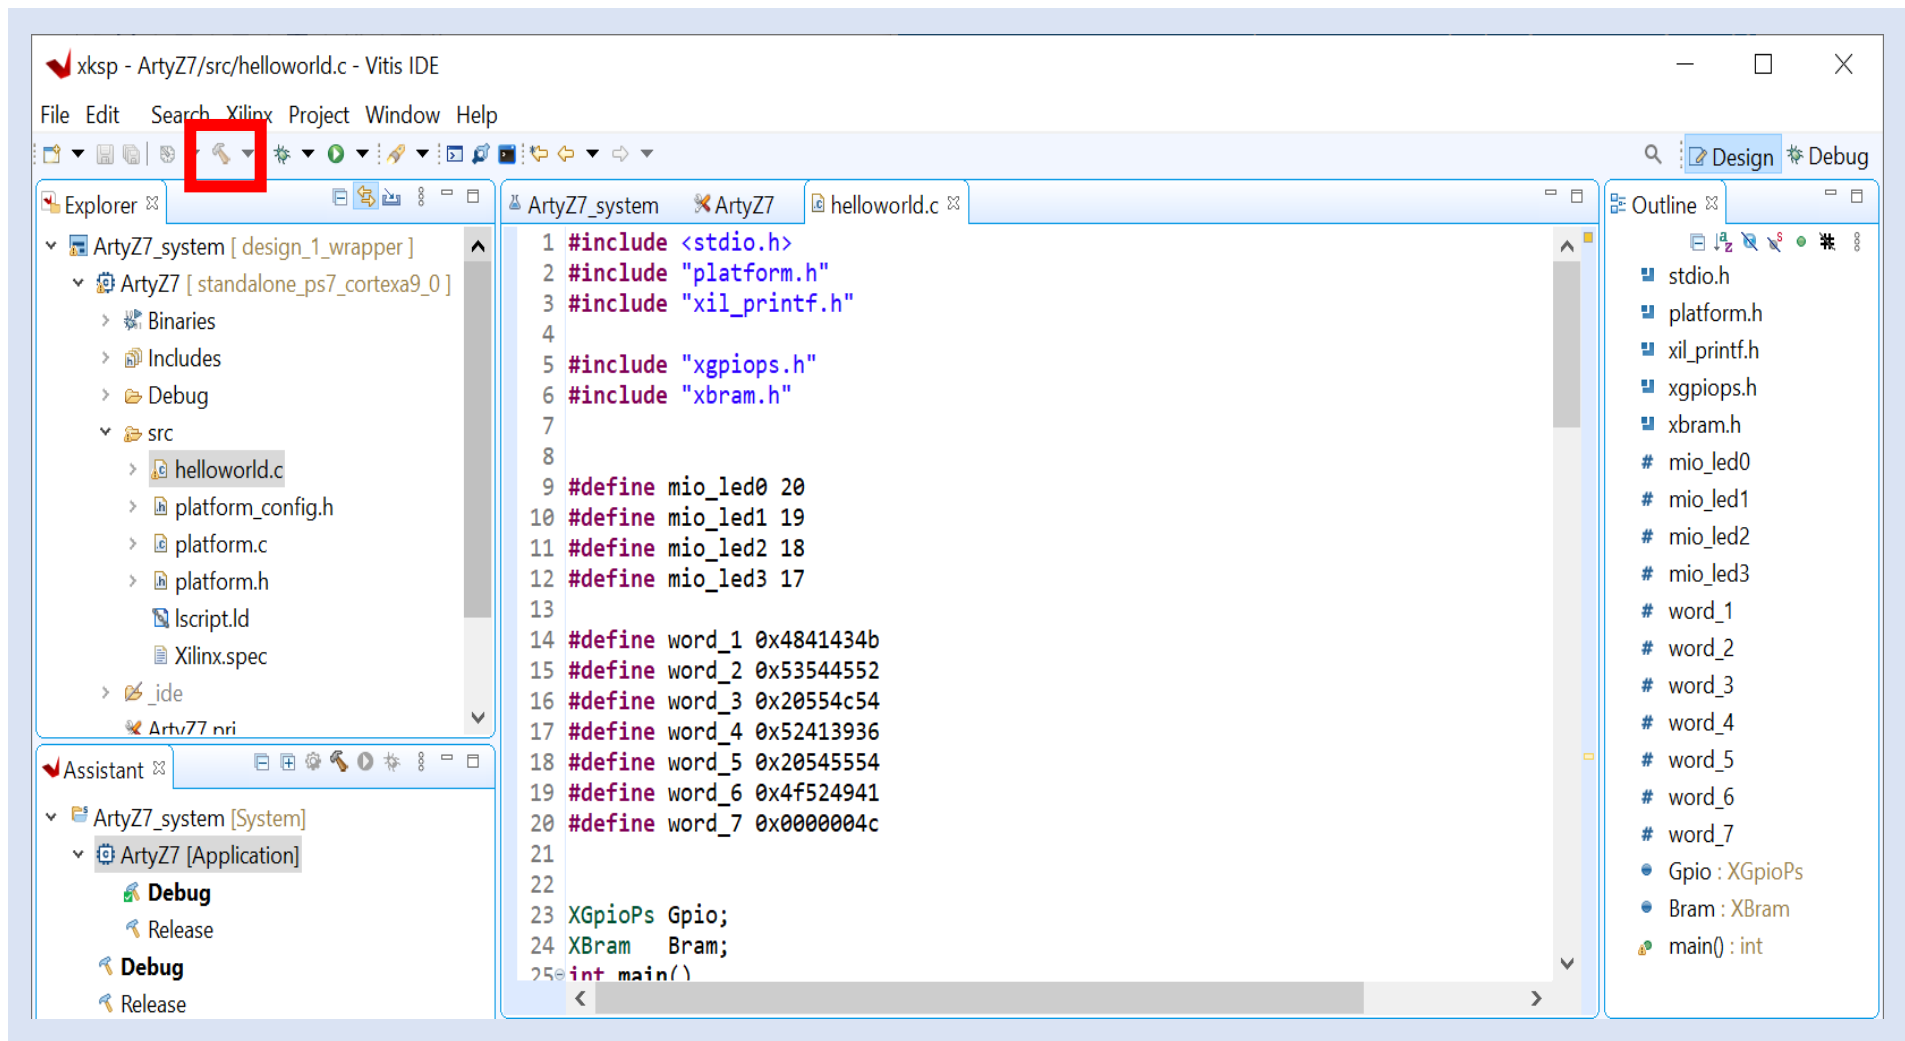 xksp - ArtyZ7/src/helloworld.c - Vitis IDE
File Edit Search Xilinx Project Window Help
Design Debug
Explorer
ArtyZ7_system [ design_1_wrapper ]
ArtyZ7 [ standalone_ps7_cortexa9_0 ]
Binaries
Includes
Debug
src
helloworld.c
platform_config.h
platform.c
platform.h
lscript.ld
Xilinx.spec
_ide
ArtyZ7.prj
Assistant
ArtyZ7_system [System]
ArtyZ7 [Application]
Debug
Release
Debug
Release
ArtyZ7_system ArtyZ7 helloworld.c
1 #include <stdio.h>
2 #include "platform.h"
3 #include "xil_printf.h"
4
5 #include "xgpiops.h"
6 #include "xbram.h"
7
8
9 #define mio_led0 20
10 #define mio_led1 19
11 #define mio_led2 18
12 #define mio_led3 17
13
14 #define word_1 0x4841434b
15 #define word_2 0x53544552
16 #define word_3 0x20554c54
17 #define word_4 0x52413936
18 #define word_5 0x20545554
19 #define word_6 0x4f524941
20 #define word_7 0x0000004c
21
22
23 XGpioPs Gpio;
24 XBram   Bram;
25 int main()
Outline
stdio.h
platform.h
xil_printf.h
xgpiops.h
xbram.h
# mio_led0
# mio_led1
# mio_led2
# mio_led3
# word_1
# word_2
# word_3
# word_4
# word_5
# word_6
# word_7
Gpio : XGpioPs
Bram : XBram
main() : int